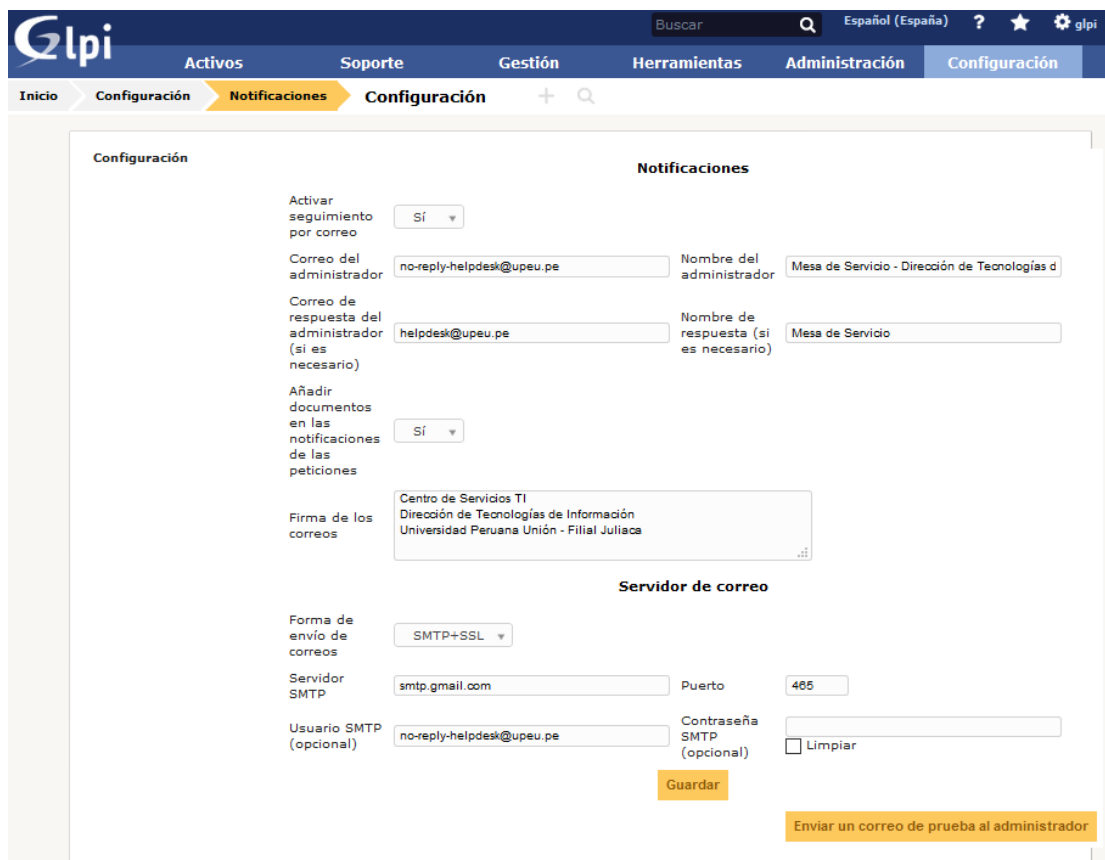 Glpi
Buscar
Español (España)
?
glpi
Activos
Soporte
Gestión
Herramientas
Administración
Configuración
Inicio
Configuración
Notificaciones
Configuración
Configuración
Notificaciones
Activar
seguimiento
por correo
Sí
Correo del
administrador
no-reply-helpdesk@upeu.pe
Nombre del
administrador
Mesa de Servicio - Dirección de Tecnologías d
Correo de
respuesta del
administrador
(si es
necesario)
helpdesk@upeu.pe
Nombre de
respuesta (si
es necesario)
Mesa de Servicio
Añadir
documentos
en las
notificaciones
de las
peticiones
Sí
Firma de los
correos
Centro de Servicios TI
Dirección de Tecnologías de Información
Universidad Peruana Unión - Filial Juliaca
Servidor de correo
Forma de
envío de
correos
SMTP+SSL
Servidor
SMTP
smtp.gmail.com
Puerto
465
Usuario SMTP
(opcional)
no-reply-helpdesk@upeu.pe
Contraseña
SMTP
(opcional)
Limpiar
Guardar
Enviar un correo de prueba al administrador